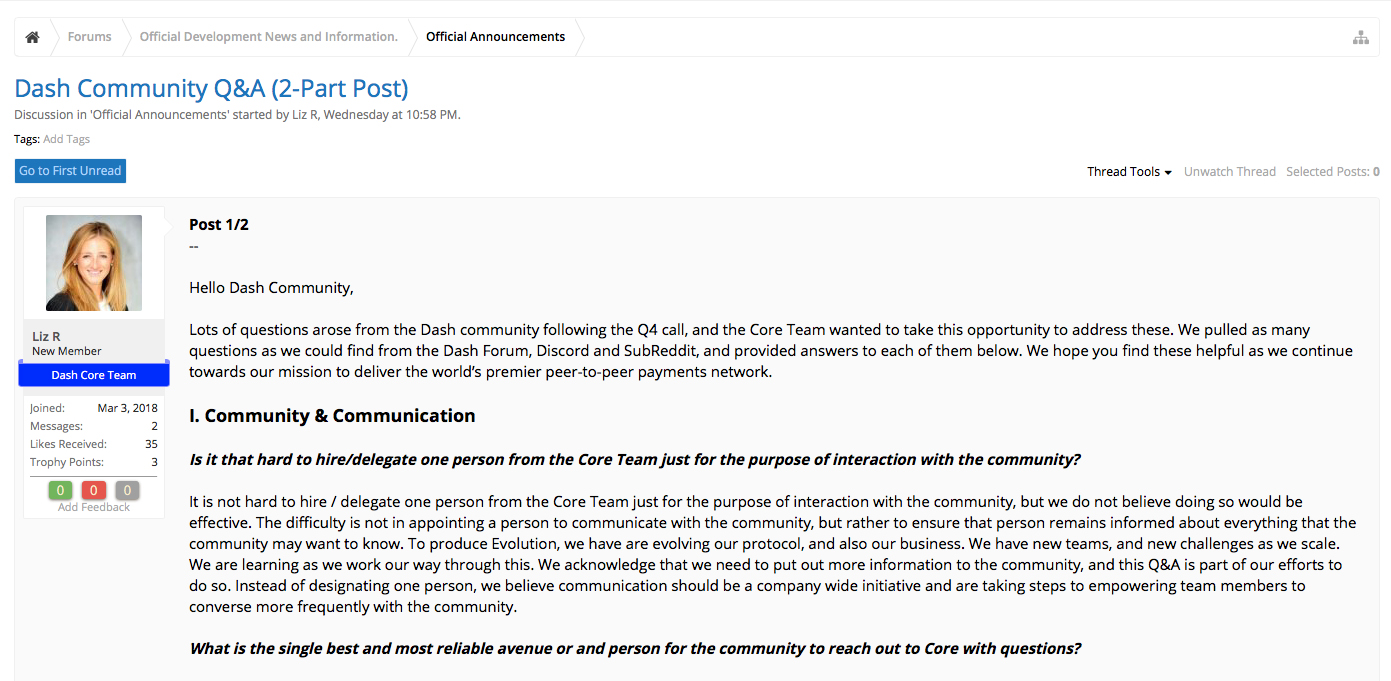 Forums Official Development News and Information. Official Announcements
Dash Community Q&A (2-Part Post)
Discussion in 'Official Announcements' started by Liz R, Wednesday at 10:58 PM.
Tags: Add Tags
Go to First Unread
Thread Tools Unwatch Thread Selected Posts: 0
Liz R
New Member
Dash Core Team
Joined: Mar 3, 2018
Messages: 2
Likes Received: 35
Trophy Points: 3
0 0 0
Add Feedback
Post 1/2
--
Hello Dash Community,
Lots of questions arose from the Dash community following the Q4 call, and the Core Team wanted to take this opportunity to address these. We pulled as many
questions as we could find from the Dash Forum, Discord and SubReddit, and provided answers to each of them below. We hope you find these helpful as we continue
towards our mission to deliver the world's premier peer-to-peer payments network.
I. Community & Communication
Is it that hard to hire/delegate one person from the Core Team just for the purpose of interaction with the community?
It is not hard to hire / delegate one person from the Core Team just for the purpose of interaction with the community, but we do not believe doing so would be
effective. The difficulty is not in appointing a person to communicate with the community, but rather to ensure that person remains informed about everything that the
community may want to know. To produce Evolution, we have are evolving our protocol, and also our business. We have new teams, and new challenges as we scale.
We are learning as we work our way through this. We acknowledge that we need to put out more information to the community, and this Q&A is part of our efforts to
do so. Instead of designating one person, we believe communication should be a company wide initiative and are taking steps to empowering team members to
converse more frequently with the community.
What is the single best and most reliable avenue or and person for the community to reach out to Core with questions?